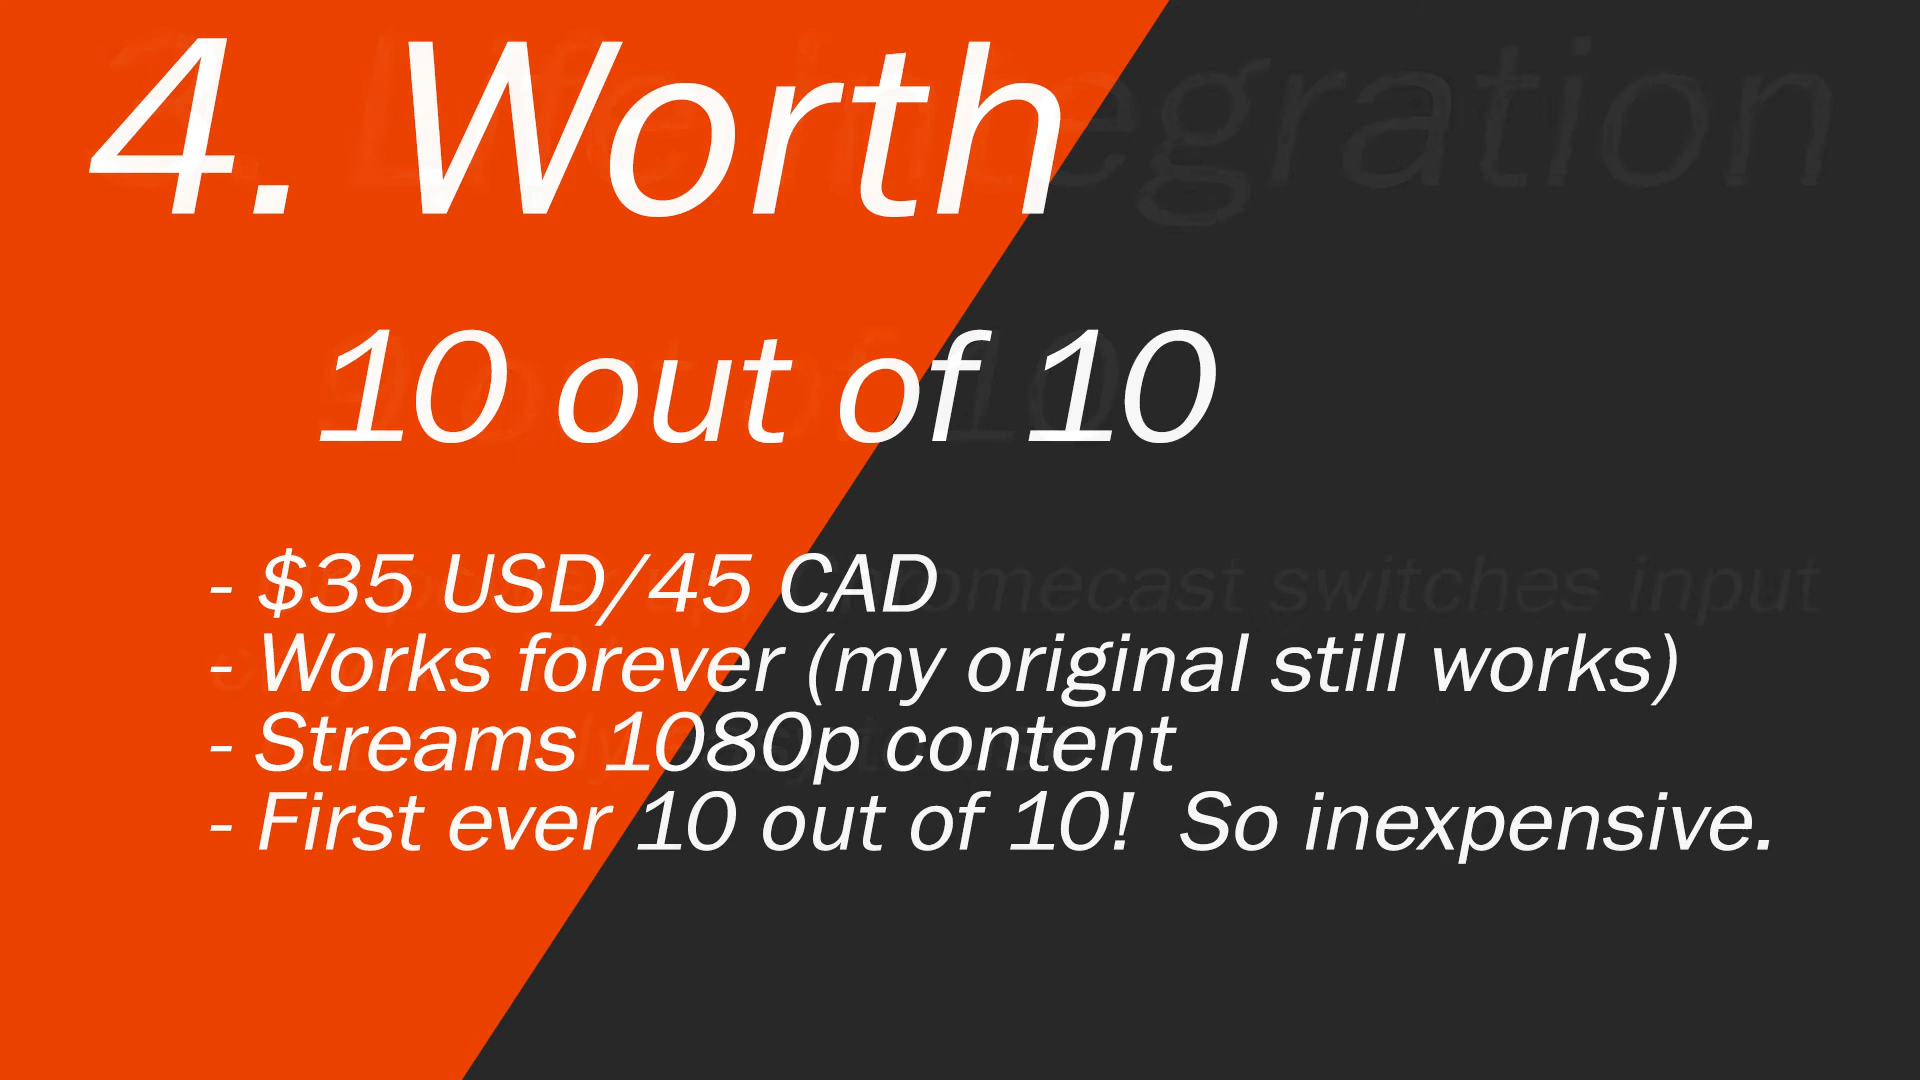 4. Worth
10 out of 10
- $35 USD/45 CAD
- Works forever (my original still works)
- Streams 1080p content
- First ever 10 out of 10!  So inexpensive.